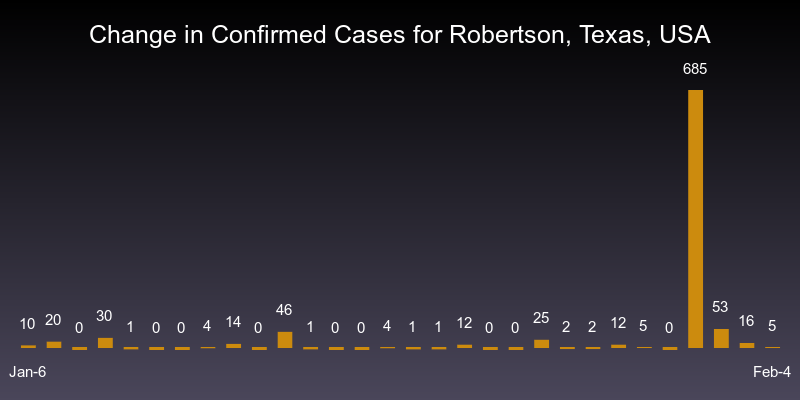 Change in Confirmed Cases for Robertson, Texas, USA
685
10 20 0 30 1 0 0 4 14 0 46 1 0 0 4 1 1 12 0 0 25 2 2 12 5 0 53 16 5
Jan-6 Feb-4